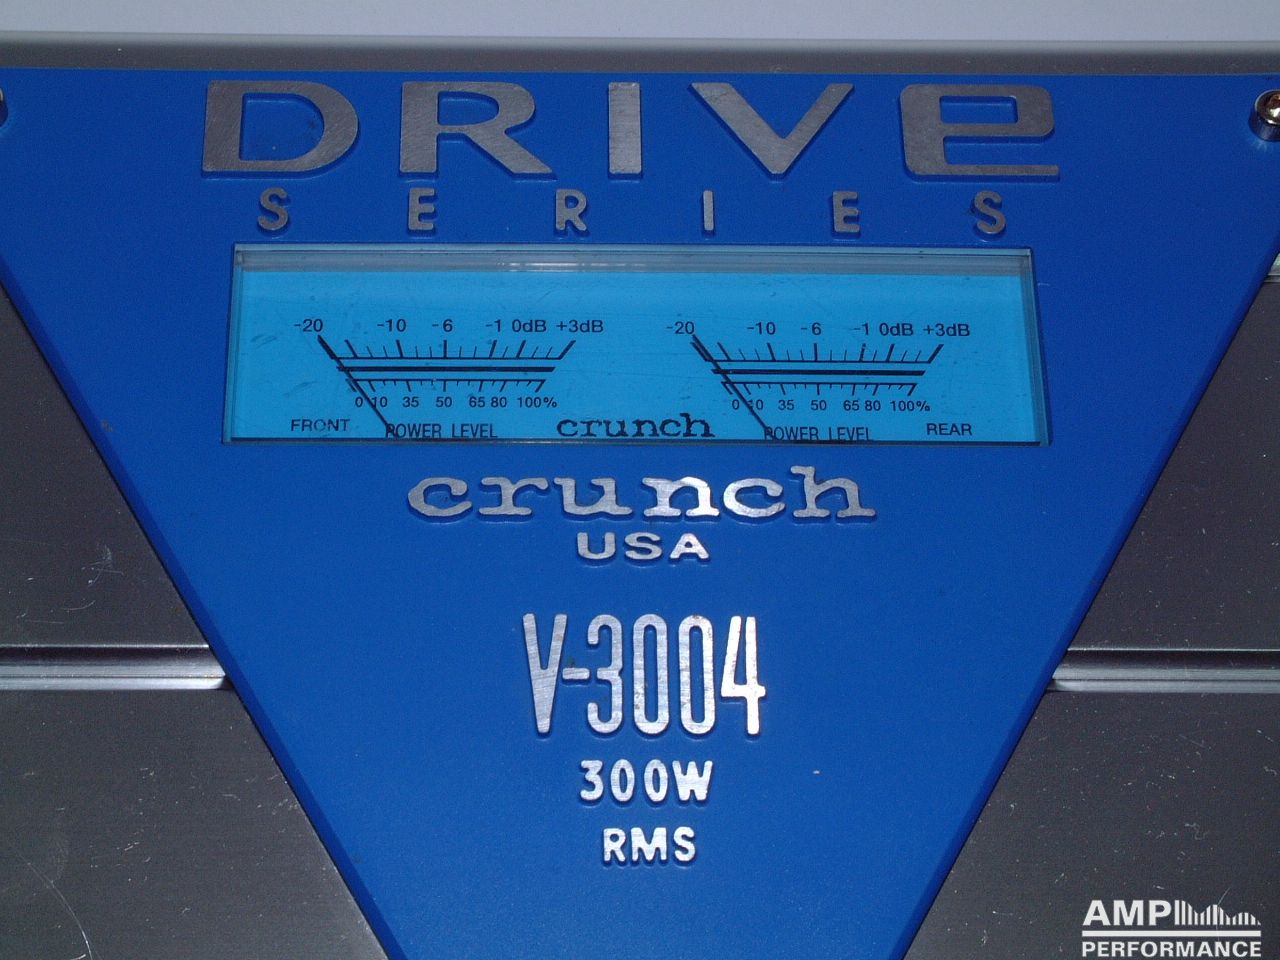 DRIVe
SERIES
-20 -10 -6 -1 0dB +3dB
-20 -10 -6 -1 0dB +3dB
0 10 35 50 65 80 100%
0 50 35 50 65 80 100%
FRONT POWER LEVEL crunch POWER LEVEL REAR
crunch
USA
V-3004
300W
RMS
AMP
PERFORMANCE